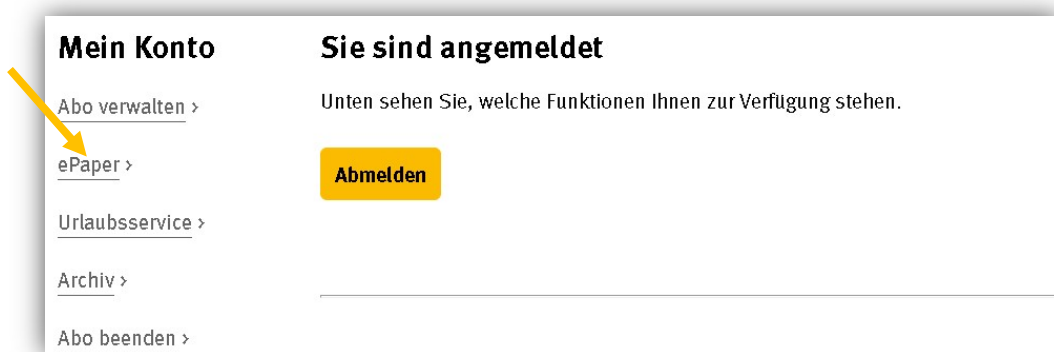 Mein Konto
Abo verwalten ›
ePaper ›
Urlaubsservice ›
Archiv ›
Abo beenden ›
Sie sind angemeldet
Unten sehen Sie, welche Funktionen Ihnen zur Verfügung stehen.
Abmelden